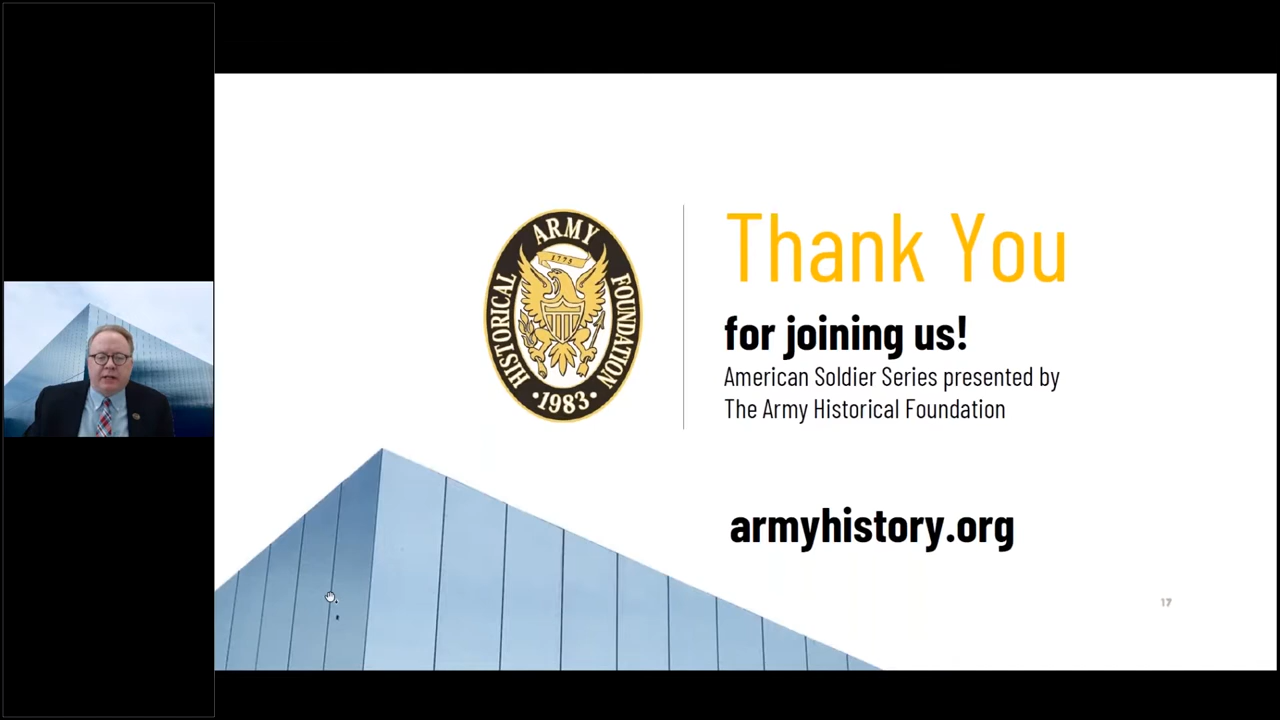 ARMY
HISTORICAL
FOUNDATION
1775
·1983·
Thank You
for joining us!
American Soldier Series presented by
The Army Historical Foundation
armyhistory.org
17